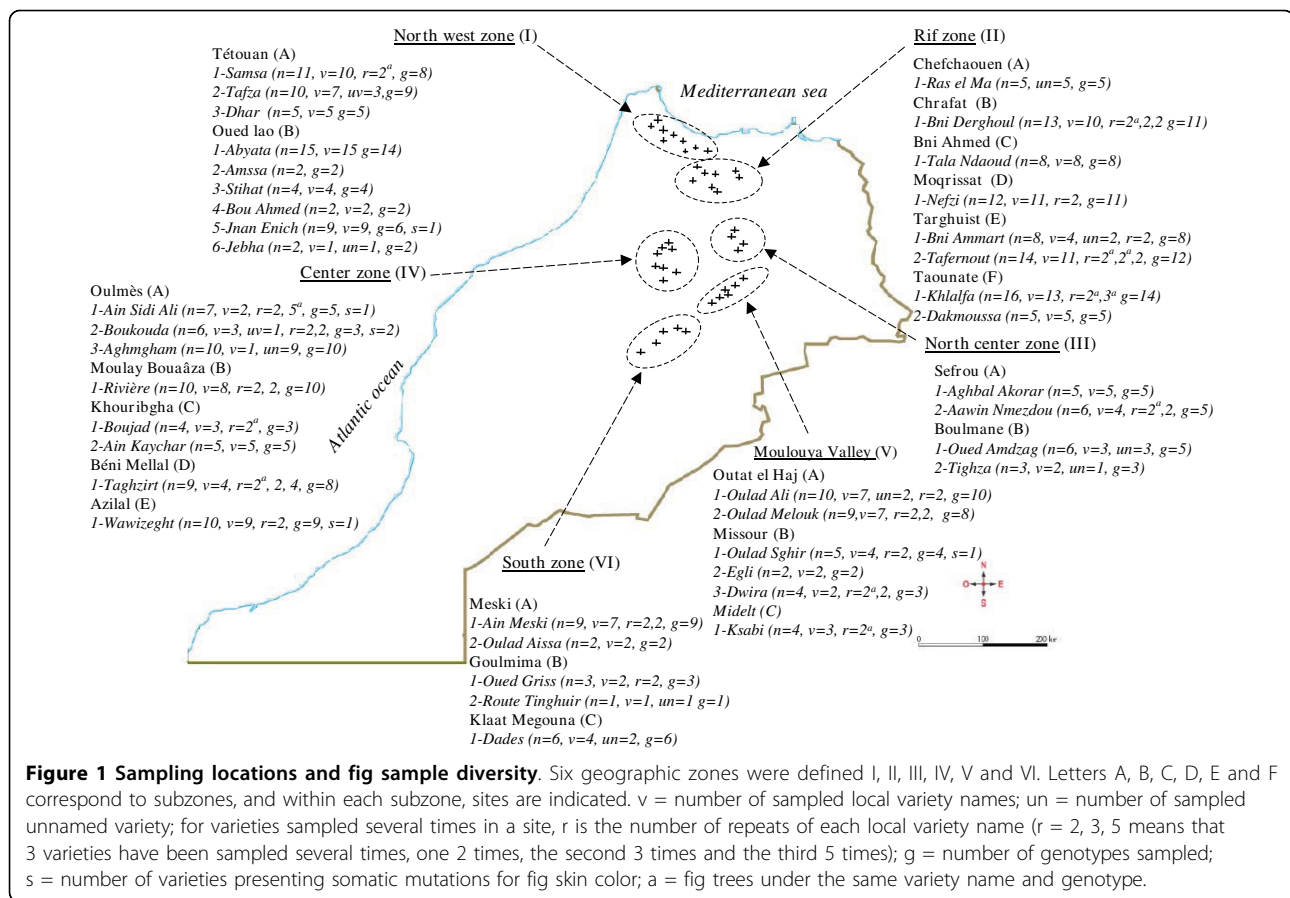 North west zone (I)
Tétouan (A)
1-Samsa (n=11, v=10, r=2a, g=8)
2-Tafza (n=10, v=7, uv=3,g=9)
3-Dhar (n=5, v=5 g=5)
Oued lao (B)
1-Abyata (n=15, v=15 g=14)
2-Amssa (n=2, g=2)
3-Stihat (n=4, v=4, g=4)
4-Bou Ahmed (n=2, v=2, g=2)
5-Jnan Enich (n=9, v=9, g=6, s=1)
6-Jebha (n=2, v=1, un=1, g=2)
Rif zone (II)
Chefchaouen (A)
1-Ras el Ma (n=5, un=5, g=5)
Chrafat (B)
1-Bni Derghoul (n=13, v=10, r=2a,2,2 g=11)
Bni Ahmed (C)
1-Tala Ndaoud (n=8, v=8, g=8)
Moqrissat (D)
1-Nefzi (n=12, v=11, r=2, g=11)
Targhuist (E)
1-Bni Ammart (n=8, v=4, un=2, r=2, g=8)
2-Tafernout (n=14, v=11, r=2a,2a,2, g=12)
Taounate (F)
1-Khlalfa (n=16, v=13, r=2a,3a g=14)
2-Dakmoussa (n=5, v=5, g=5)
Mediterranean sea
Atlantic ocean
Center zone (IV)
Oulmès (A)
1-Ain Sidi Ali (n=7, v=2, r=2, 5a, g=5, s=1)
2-Boukouda (n=6, v=3, uv=1, r=2,2, g=3, s=2)
3-Aghmgham (n=10, v=1, un=9, g=10)
Moulay Bouaâza (B)
1-Rivière (n=10, v=8, r=2, 2, g=10)
Khouribgha (C)
1-Boujad (n=4, v=3, r=2a, g=3)
2-Ain Kaychar (n=5, v=5, g=5)
Béni Mellal (D)
1-Taghzirt (n=9, v=4, r=2a, 2, 4, g=8)
Azilal (E)
1-Wawizeght (n=10, v=9, r=2, g=9, s=1)
North center zone (III)
Sefrou (A)
1-Aghbal Akorar (n=5, v=5, g=5)
2-Aawin Nmezdou (n=6, v=4, r=2a,2, g=5)
Boulmane (B)
1-Oued Amdzag (n=6, v=3, un=3, g=5)
2-Tighza (n=3, v=2, un=1, g=3)
Moulouya Valley (V)
Outat el Haj (A)
1-Oulad Ali (n=10, v=7, un=2, r=2, g=10)
2-Oulad Melouk (n=9,v=7, r=2,2, g=8)
Missour (B)
1-Oulad Sghir (n=5, v=4, r=2, g=4, s=1)
2-Egli (n=2, v=2, g=2)
3-Dwira (n=4, v=2, r=2a,2, g=3)
Midelt (C)
1-Ksabi (n=4, v=3, r=2a, g=3)
South zone (VI)
Meski (A)
1-Ain Meski (n=9, v=7, r=2,2, g=9)
2-Oulad Aissa (n=2, v=2, g=2)
Goulmima (B)
1-Oued Griss (n=3, v=2, r=2, g=3)
2-Route Tinghuir (n=1, v=1, un=1 g=1)
Klaat Megouna (C)
1-Dades (n=6, v=4, un=2, g=6)
N
O E
S
0 100 200
Figure 1 Sampling locations and fig sample diversity. Six geographic zones were defined I, II, III, IV, V and VI. Letters A, B, C, D, E and F
correspond to subzones, and within each subzone, sites are indicated. v = number of sampled local variety names; un = number of sampled
unnamed variety; for varieties sampled several times in a site, r is the number of repeats of each local variety name (r = 2, 3, 5 means that
3 varieties have been sampled several times, one 2 times, the second 3 times and the third 5 times); g = number of genotypes sampled;
s = number of varieties presenting somatic mutations for fig skin color; a = fig trees under the same variety name and genotype.